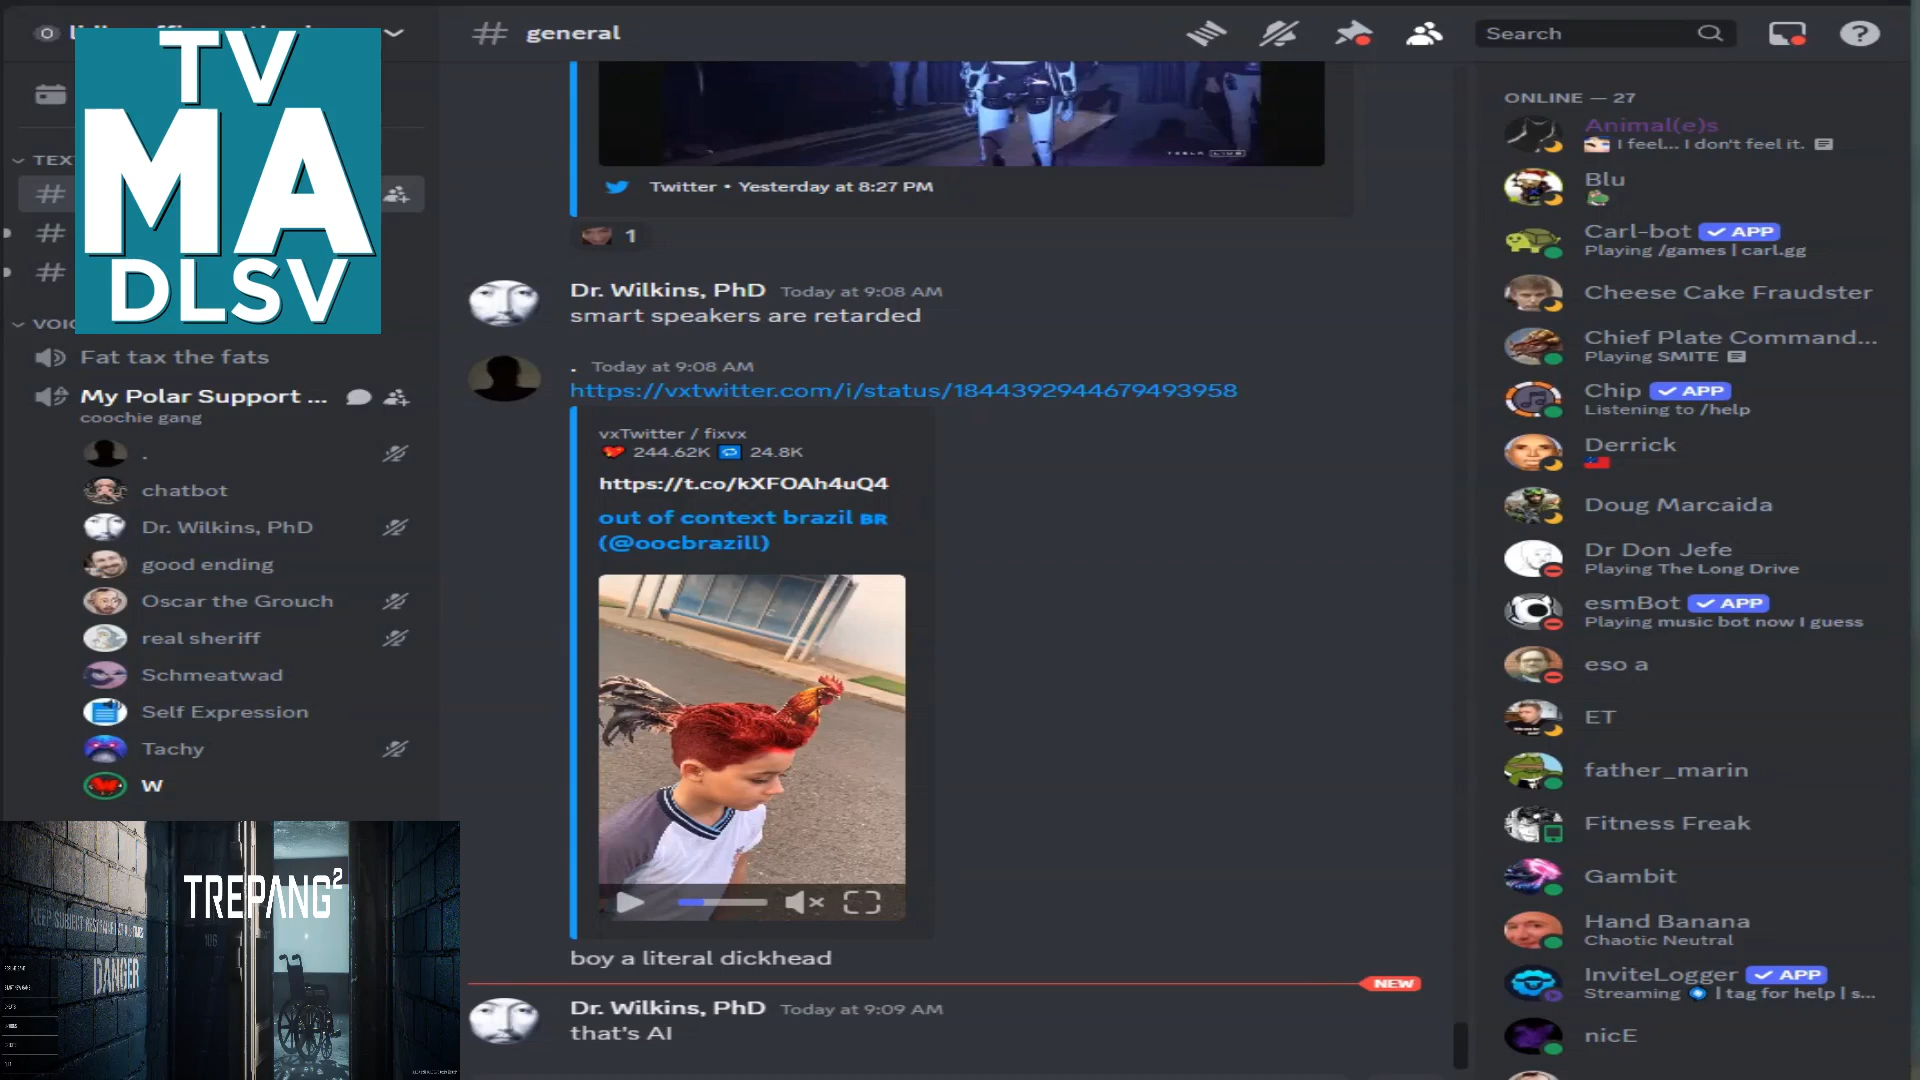 TV
MA
DLSV
general
Search
ONLINE — 27
Animal(e)s
I feel... I don't feel it.
Blu
Carl-bot APP
Playing /games | carl.gg
Cheese Cake Fraudster
Chief Plate Command...
Playing SMITE
Chip APP
Listening to /help
Derrick
Doug Marcaida
Dr Don Jefe
Playing The Long Drive
esmBot APP
Playing music bot now I guess
eso a
ET
father_marin
Fitness Freak
Gambit
Hand Banana
Chaotic Neutral
InviteLogger APP
Streaming | tag for help | s...
nicE
TESLA LIVE
Twitter • Yesterday at 8:27 PM
1
Dr. Wilkins, PhD Today at 9:08 AM
smart speakers are retarded
. Today at 9:08 AM
https://vxtwitter.com/i/status/1844392944679493958
vxTwitter / fixvx
244.62K 24.8K
https://t.co/kXFOAh4uQ4
out of context brazil BR
(@oocbrazill)
boy a literal dickhead
NEW
Dr. Wilkins, PhD Today at 9:09 AM
that's AI
Fat tax the fats
My Polar Support ...
coochie gang
.
chatbot
Dr. Wilkins, PhD
good ending
Oscar the Grouch
real sheriff
Schmeatwad
Self Expression
Tachy
W
TREPANG²
DANGER
106